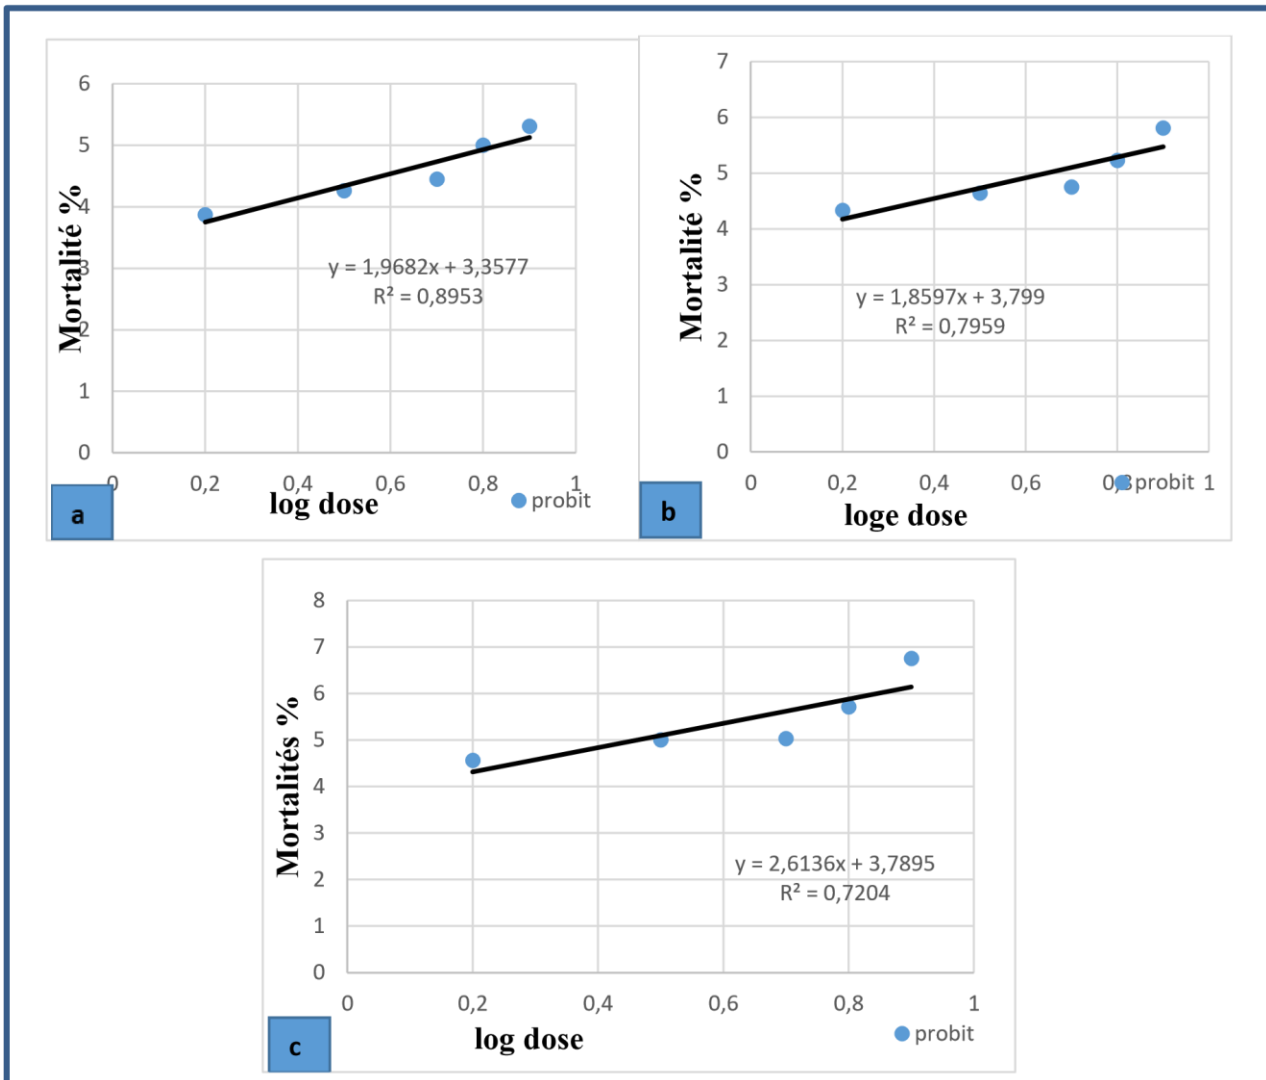 6
5
4
3
2
1
0
Mortalité %
y = 1,9682x + 3,3577
R² = 0,8953
0 0,2 0,4 0,6 0,8 1
log dose
probit
a
7
6
5
4
3
2
1
0
Mortalité %
y = 1,8597x + 3,799
R² = 0,7959
0 0,2 0,4 0,6 0,8 1
loge dose
probit
b
8
7
6
5
4
3
2
1
0
Mortalités %
y = 2,6136x + 3,7895
R² = 0,7204
0 0,2 0,4 0,6 0,8 1
log dose
probit
c